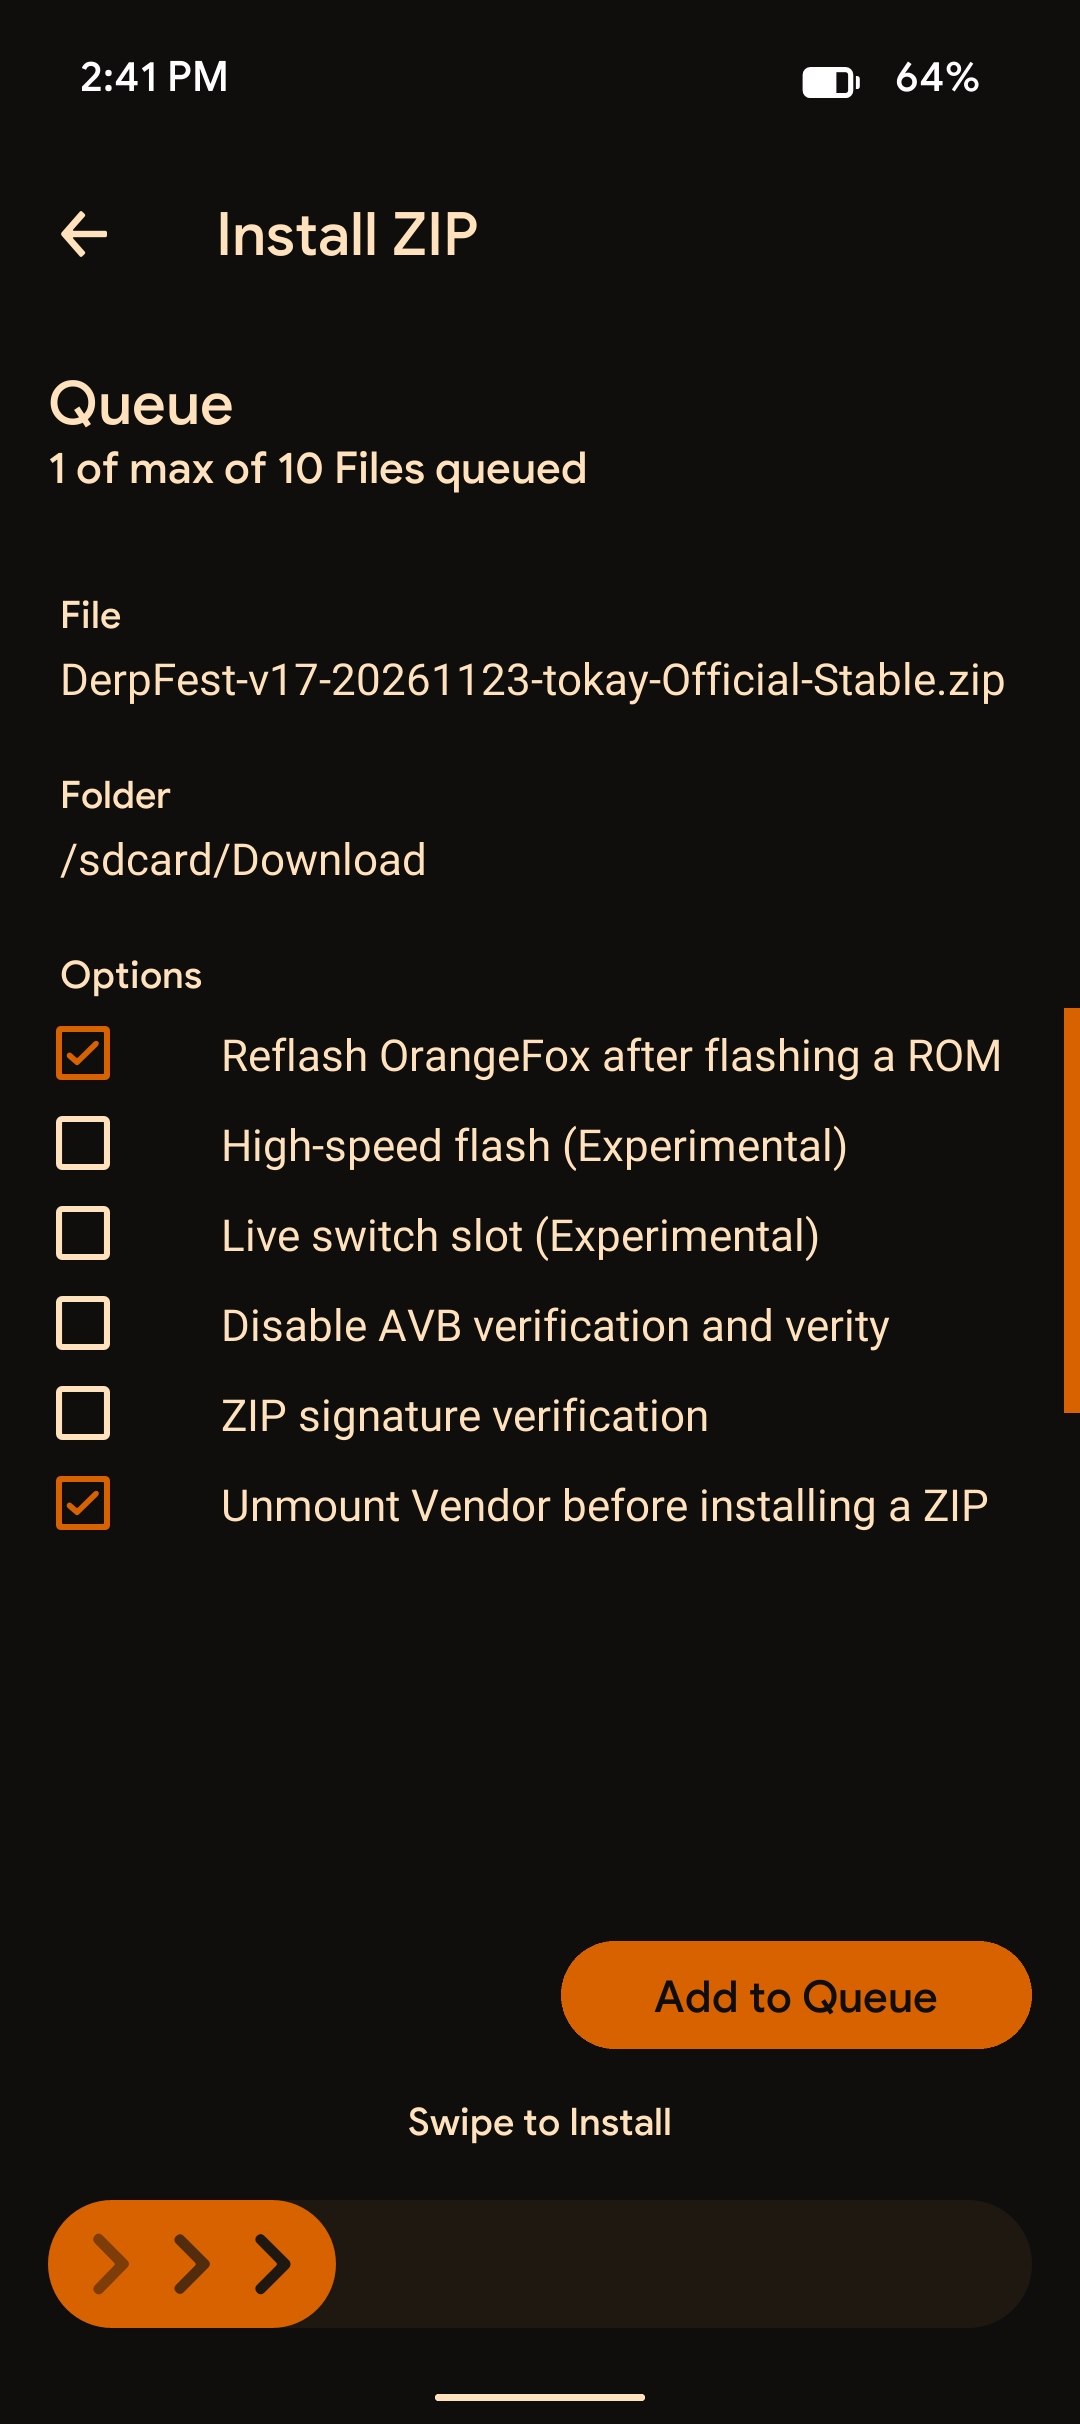 2:41 PM
64%
Install ZIP
Queue
1 of max of 10 Files queued
File
DerpFest-v17-20261123-tokay-Official-Stable.zip
Folder
/sdcard/Download
Options
Reflash OrangeFox after flashing a ROM
High-speed flash (Experimental)
Live switch slot (Experimental)
Disable AVB verification and verity
ZIP signature verification
Unmount Vendor before installing a ZIP
Add to Queue
Swipe to Install